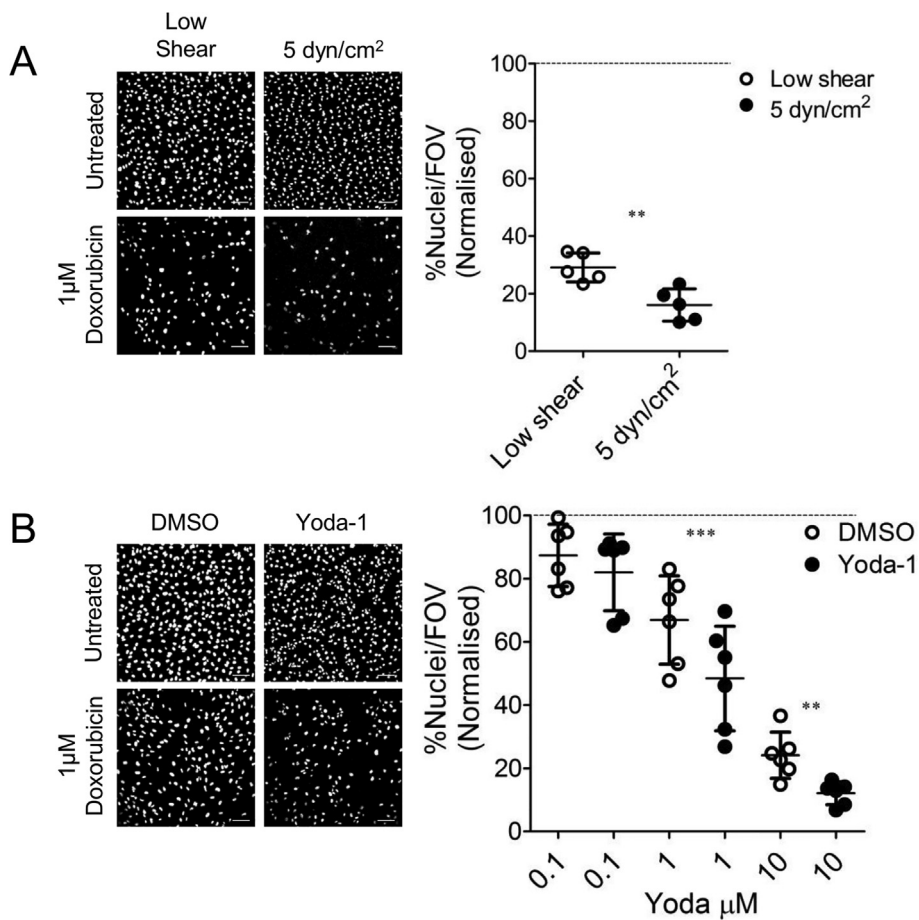 A
Low
Shear
5 dyn/cm²
Untreated
1μM
Doxorubicin
%Nuclei/FOV
(Normalised)
100
80
60
40
20
0
**
Low shear
5 dyn/cm²
Low shear
5 dyn/cm²
B
DMSO
Yoda-1
Untreated
1μM
Doxorubicin
%Nuclei/FOV
(Normalised)
100
80
60
40
20
0
***
**
DMSO
Yoda-1
0.1 0.1 1 1 10 10
Yoda μM